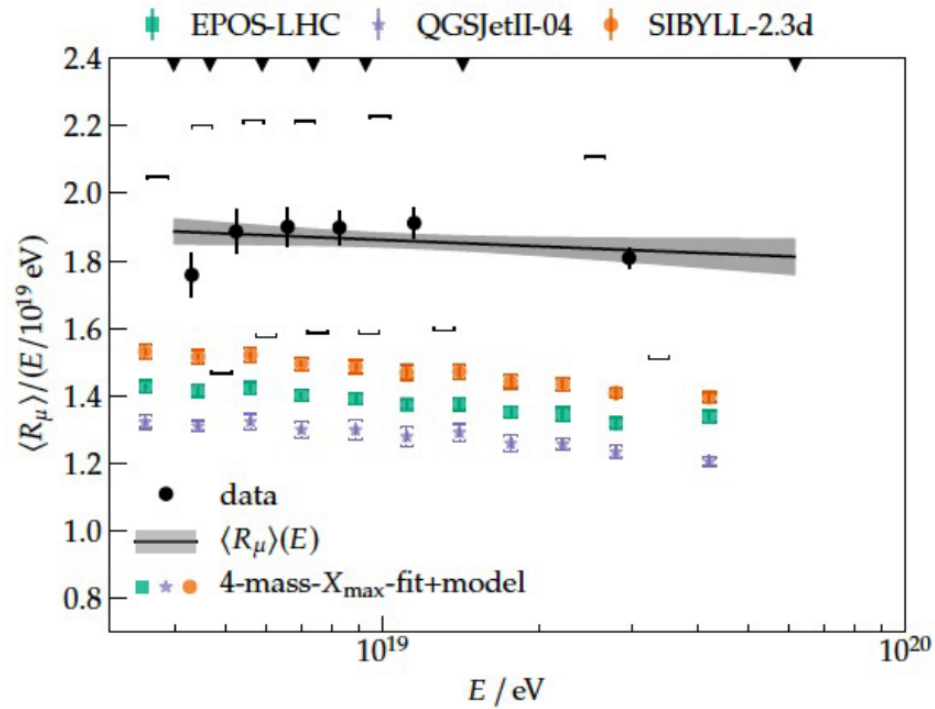 EPOS-LHC QGSJetII-04 SIBYLL-2.3d
2.4
2.2
2.0
1.8
1.6
1.4
1.2
1.0
0.8
⟨R_μ⟩/(E/10^19 eV)
data
⟨R_μ⟩(E)
4-mass-X_max-fit+model
10^19 10^20
E / eV